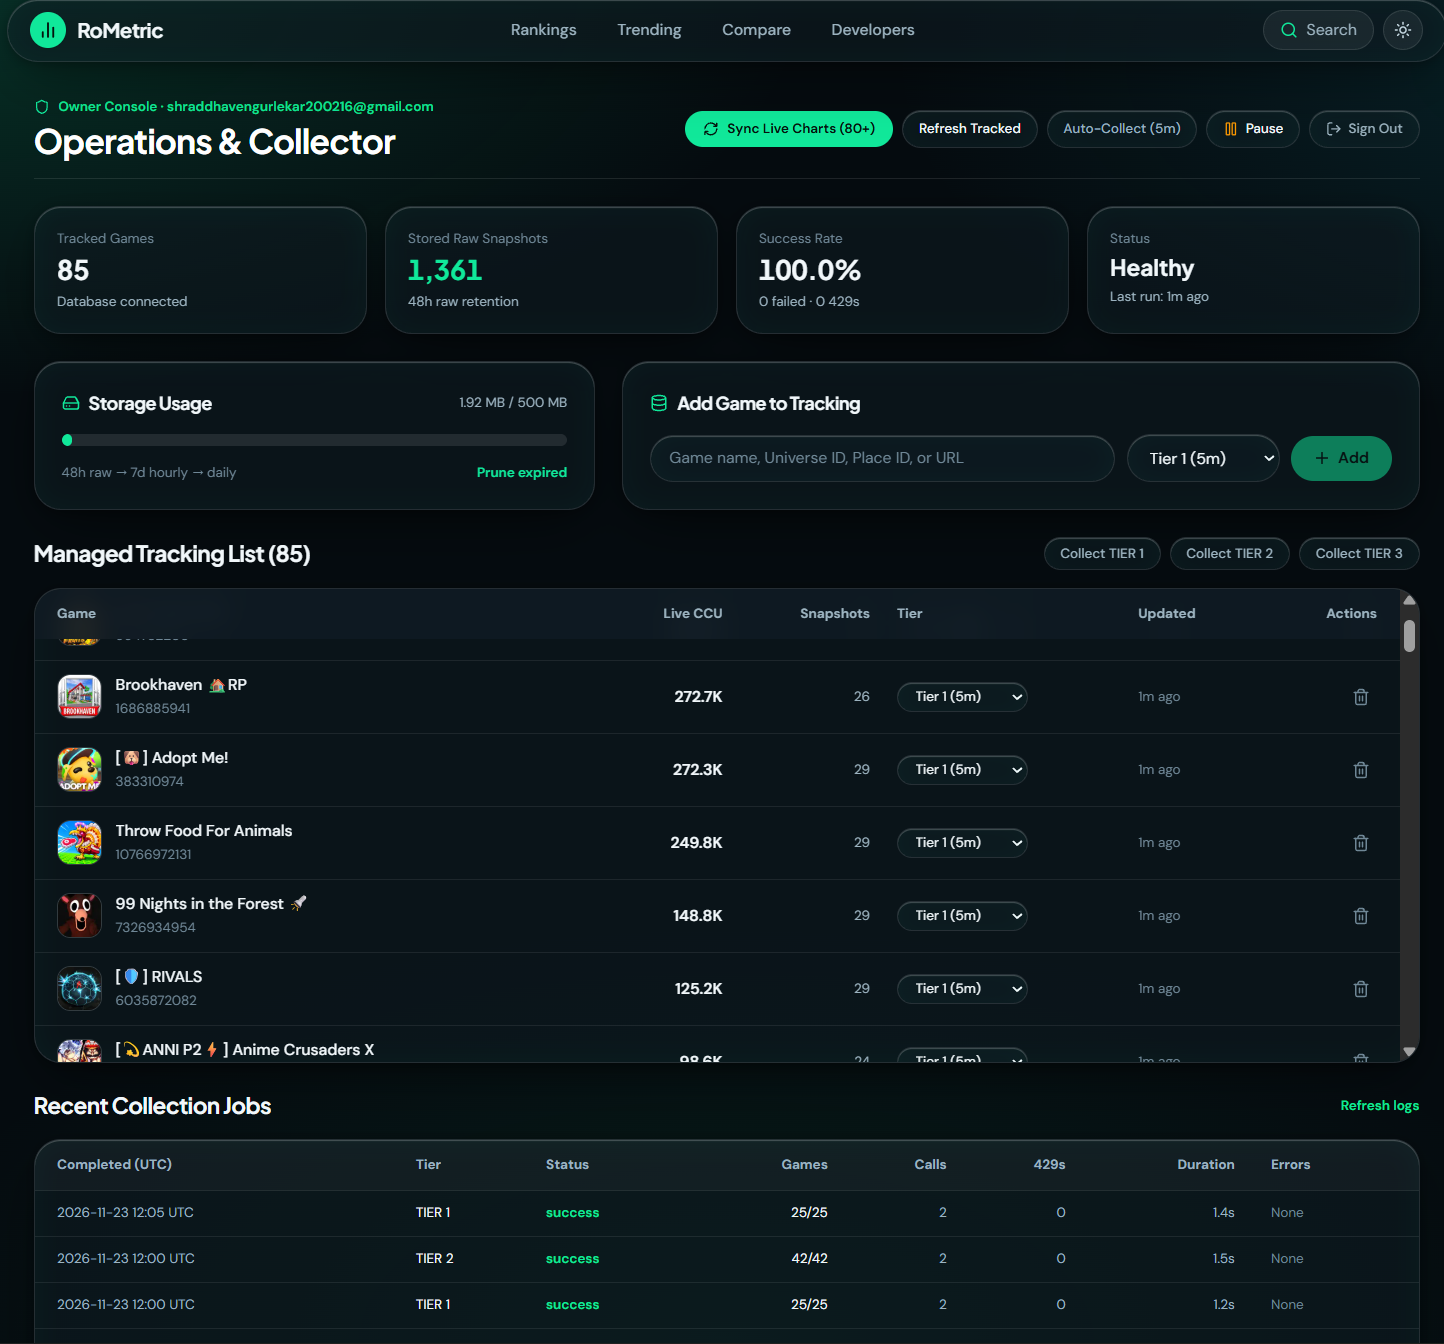 RoMetric
Rankings
Trending
Compare
Developers
Search
Owner Console · shraddhavengurlekar200216@gmail.com
Operations & Collector
Sync Live Charts (80+)
Refresh Tracked
Auto-Collect (5m)
Pause
Sign Out
Tracked Games
85
Database connected
Stored Raw Snapshots
1,361
48h raw retention
Success Rate
100.0%
0 failed · 0 429s
Status
Healthy
Last run: 1m ago
Storage Usage
1.92 MB / 500 MB
48h raw → 7d hourly → daily
Prune expired
Add Game to Tracking
Game name, Universe ID, Place ID, or URL
Tier 1 (5m)
+ Add
Managed Tracking List (85)
Collect TIER 1
Collect TIER 2
Collect TIER 3
Game Live CCU Snapshots Tier Updated Actions
Brookhaven 🏡RP
1686885941
BROOKHAVEN
272.7K 26 Tier 1 (5m) 1m ago
[🐶] Adopt Me!
383310974
ADOPT ME
272.3K 29 Tier 1 (5m) 1m ago
Throw Food For Animals
10766972131
249.8K 29 Tier 1 (5m) 1m ago
99 Nights in the Forest 🔦
7326934954
148.8K 29 Tier 1 (5m) 1m ago
[🛡️] RIVALS
6035872082
125.2K 29 Tier 1 (5m) 1m ago
[💫ANNI P2⚡] Anime Crusaders X
98.6K 24 Tier 1 (5m) 1m ago
Recent Collection Jobs
Refresh logs
Completed (UTC) Tier Status Games Calls 429s Duration Errors
2026-11-23 12:05 UTC TIER 1 success 25/25 2 0 1.4s None
2026-11-23 12:00 UTC TIER 2 success 42/42 2 0 1.5s None
2026-11-23 12:00 UTC TIER 1 success 25/25 2 0 1.2s None